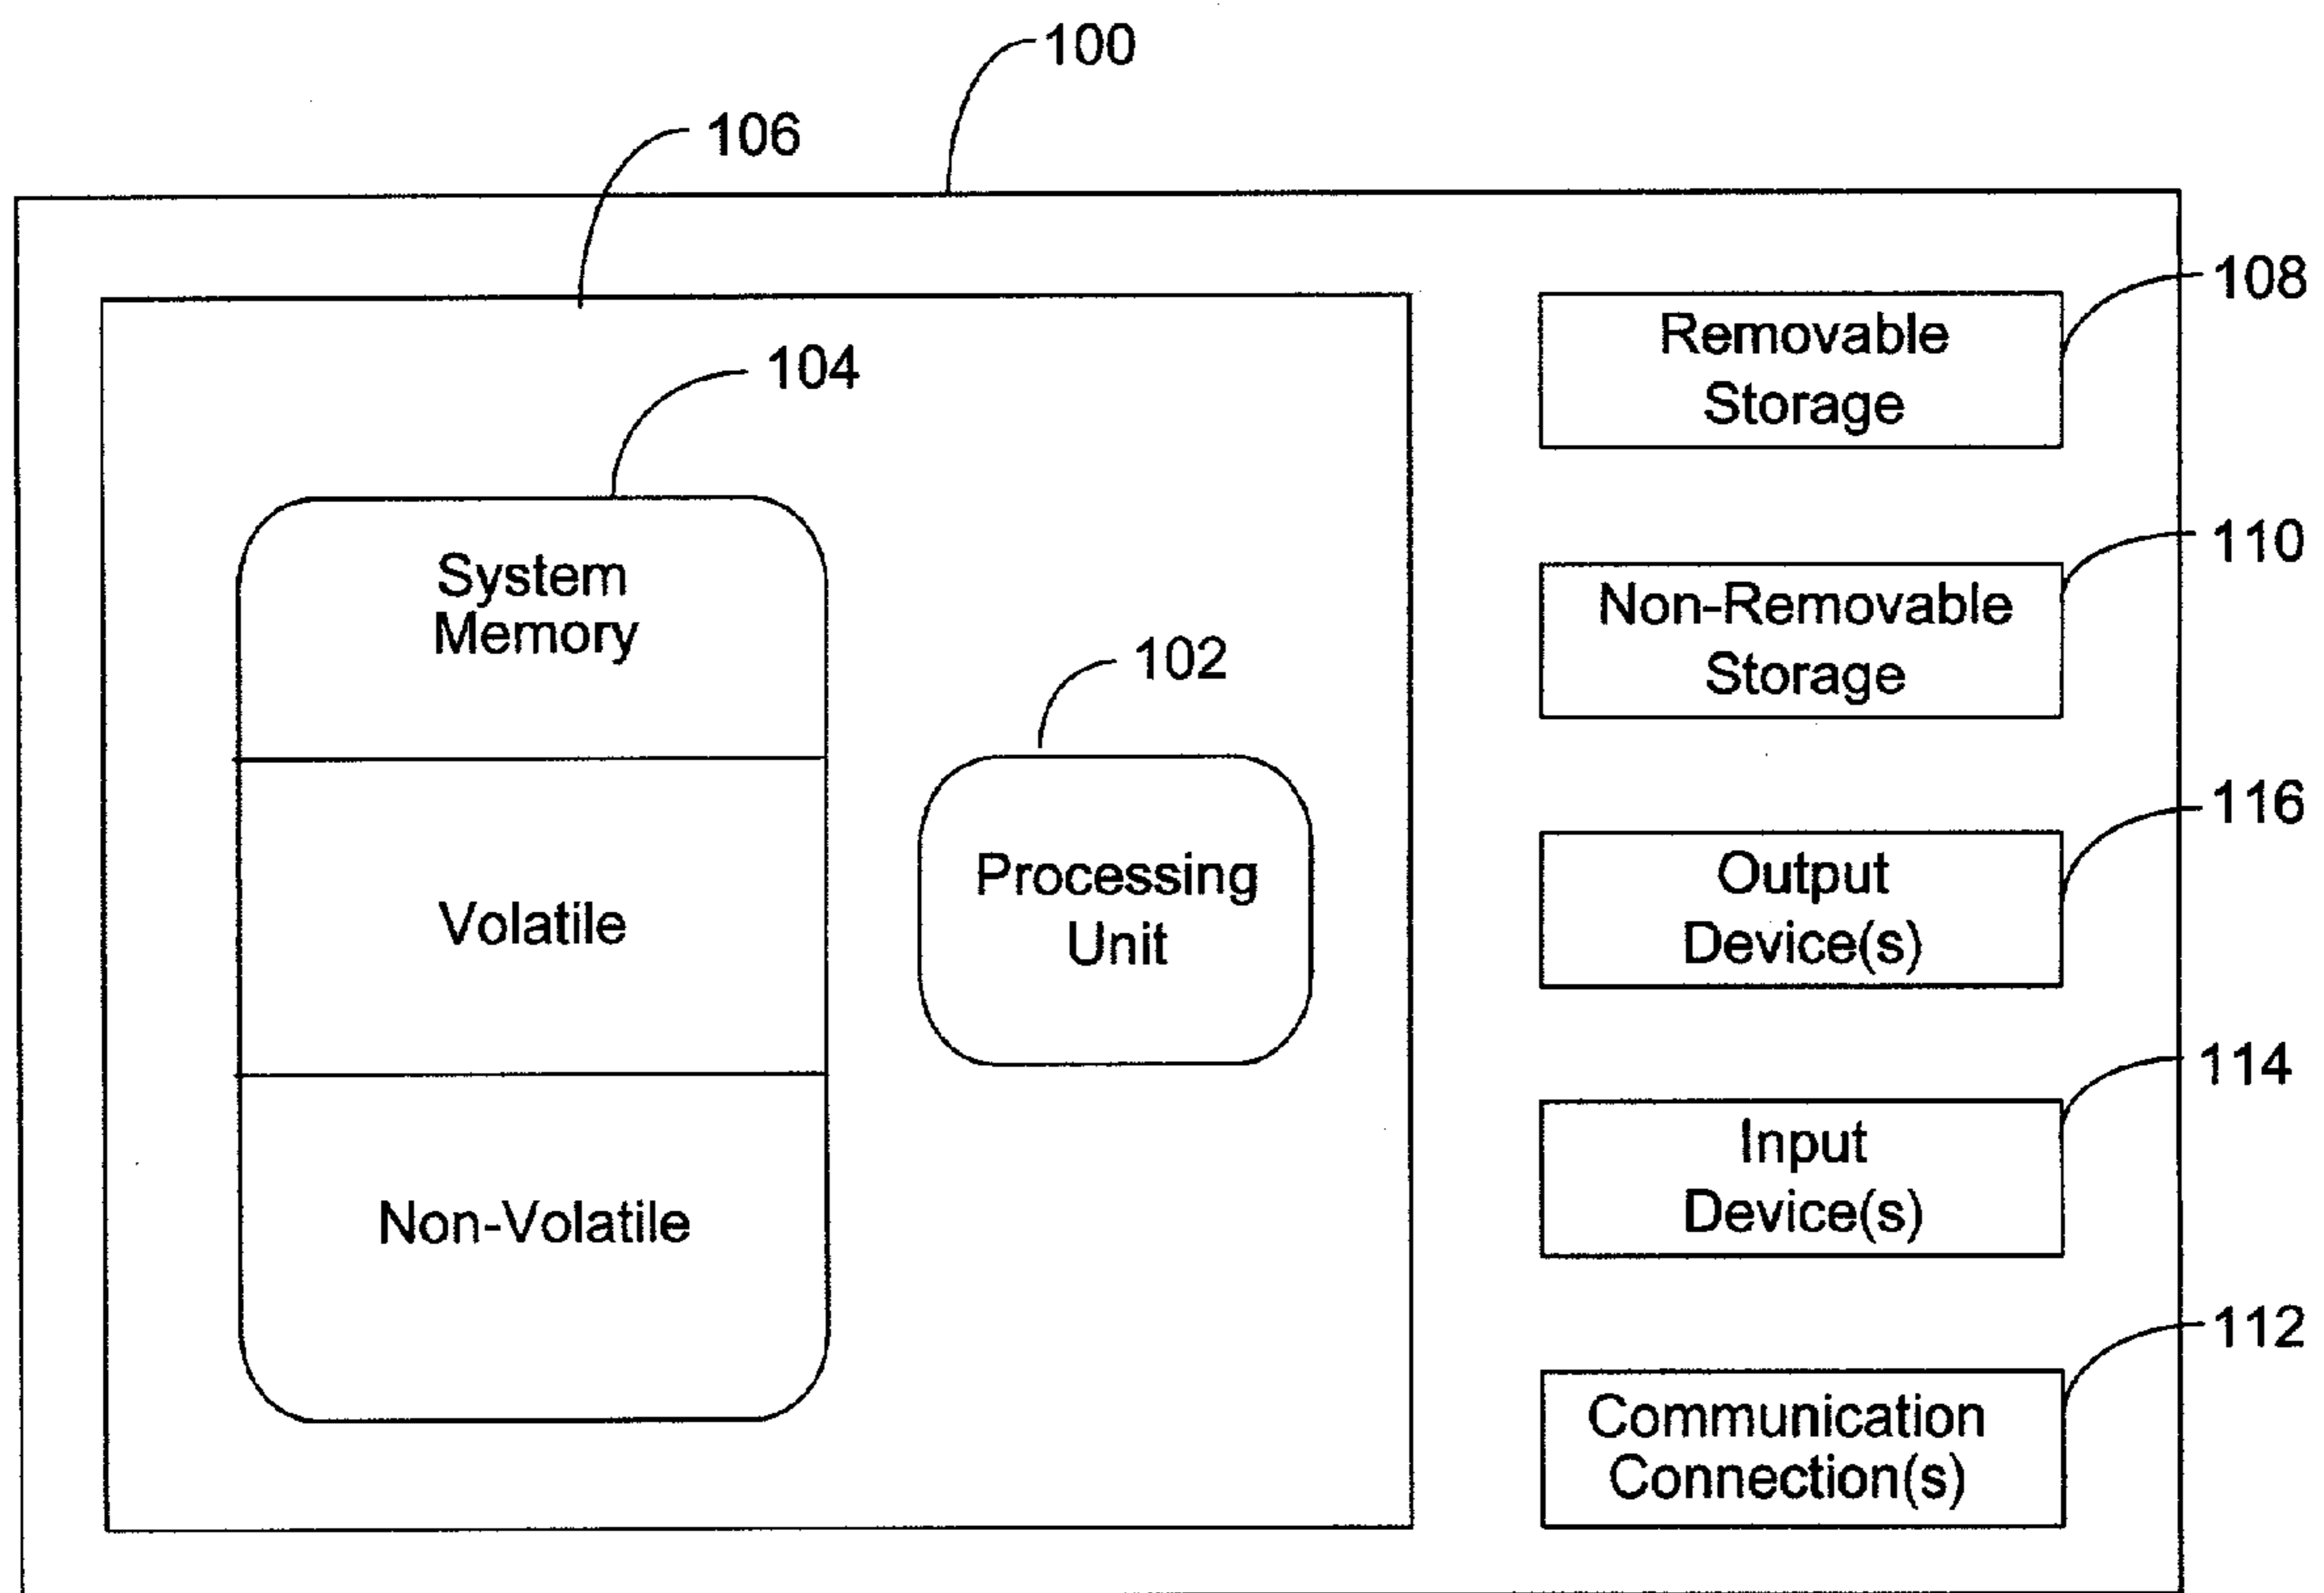 100
106
108
Removable
Storage
104
110
System
Memory
Non-Removable
Storage
102
116
Processing
Unit
Output
Device(s)
Volatile
114
Input
Device(s)
Non-Volatile
112
Communication
Connection(s)